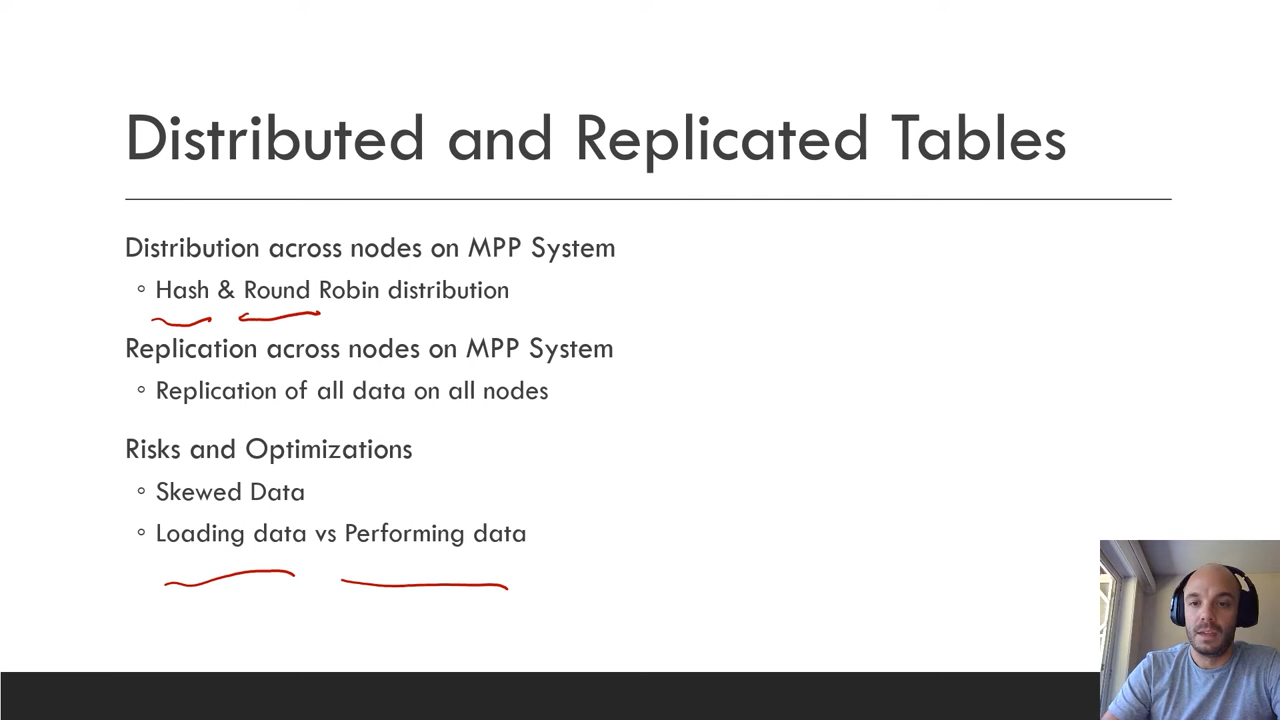 Distributed and Replicated Tables
Distribution across nodes on MPP System
◦ Hash & Round Robin distribution
Replication across nodes on MPP System
◦ Replication of all data on all nodes
Risks and Optimizations
◦ Skewed Data
◦ Loading data vs Performing data